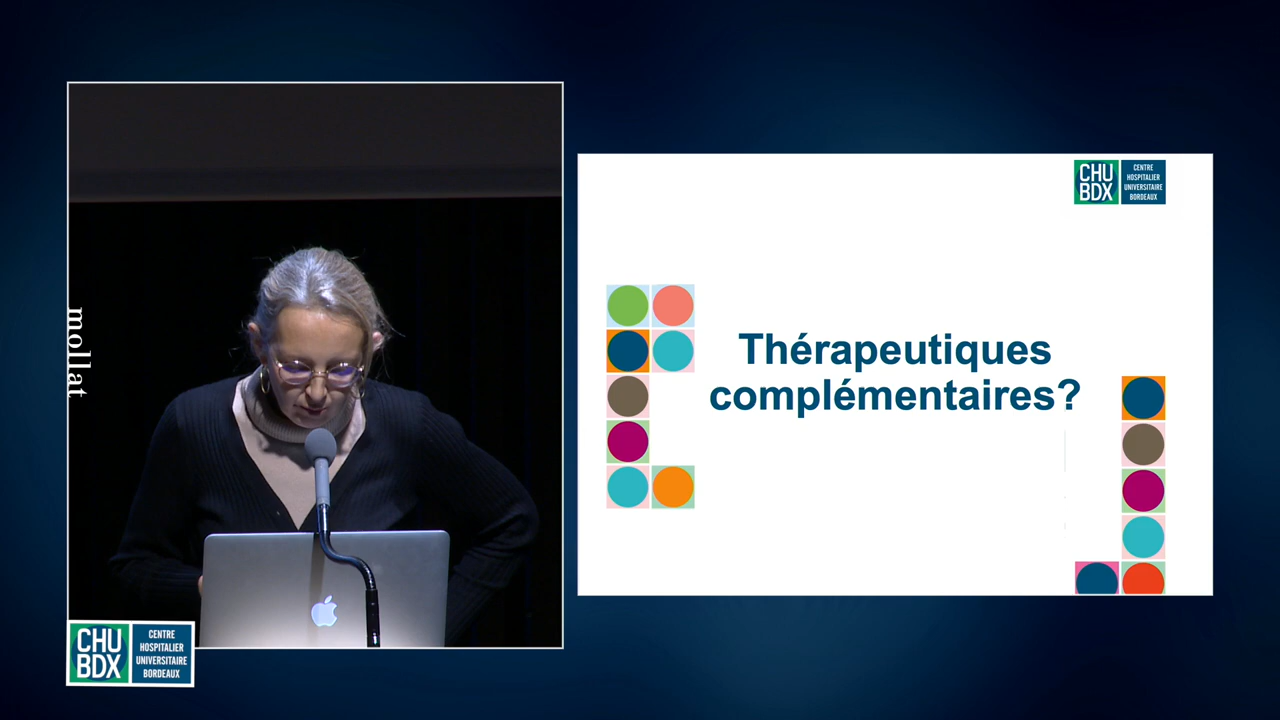 mollat
CHU
BDX
CENTRE
HOSPITALIER
UNIVERSITAIRE
BORDEAUX
CHU
BDX
CENTRE
HOSPITALIER
UNIVERSITAIRE
BORDEAUX
Thérapeutiques
complémentaires?